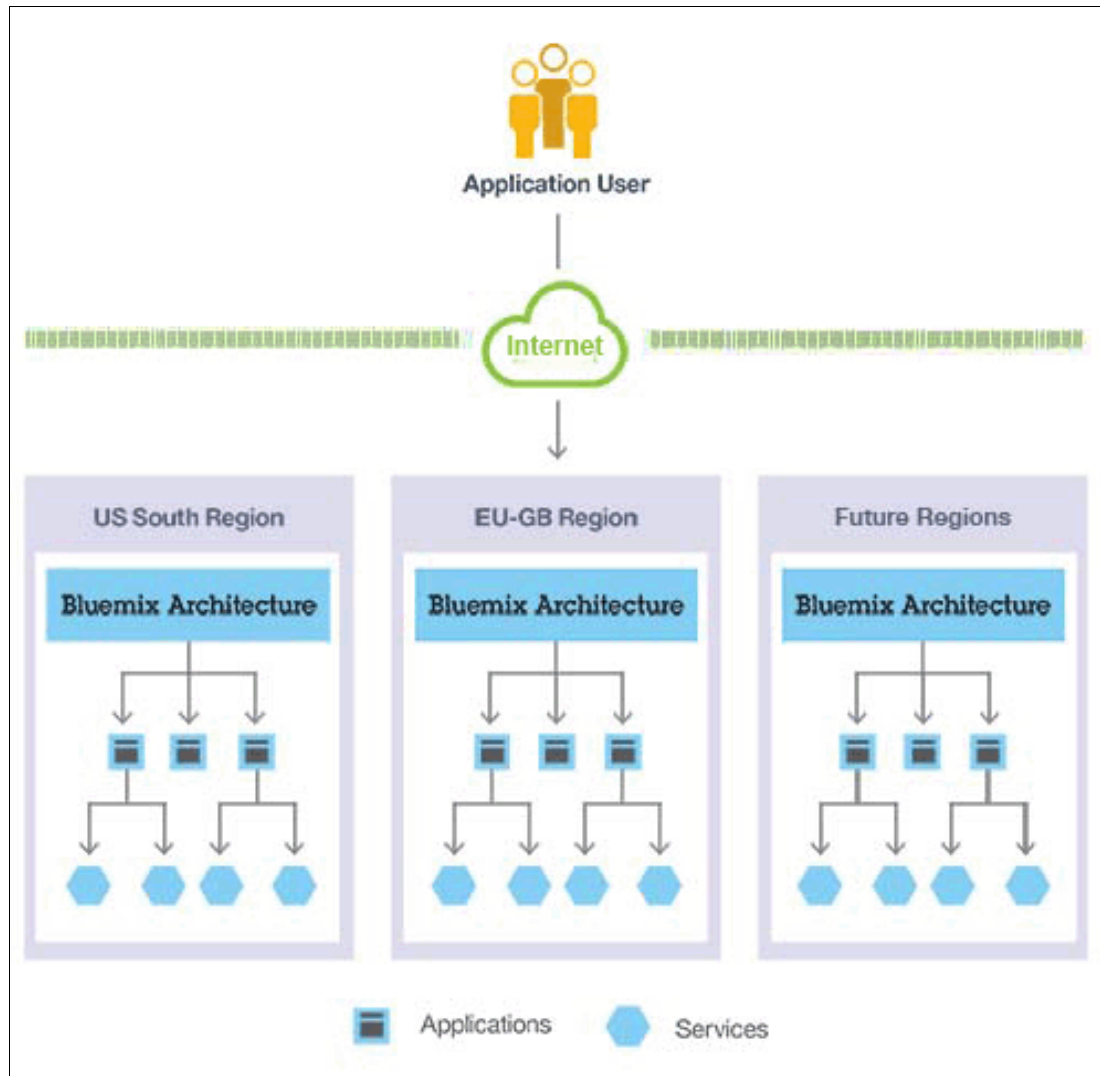 Application User
Internet
US South Region
EU-GB Region
Future Regions
Bluemix Architecture
Bluemix Architecture
Bluemix Architecture
Applications
Services